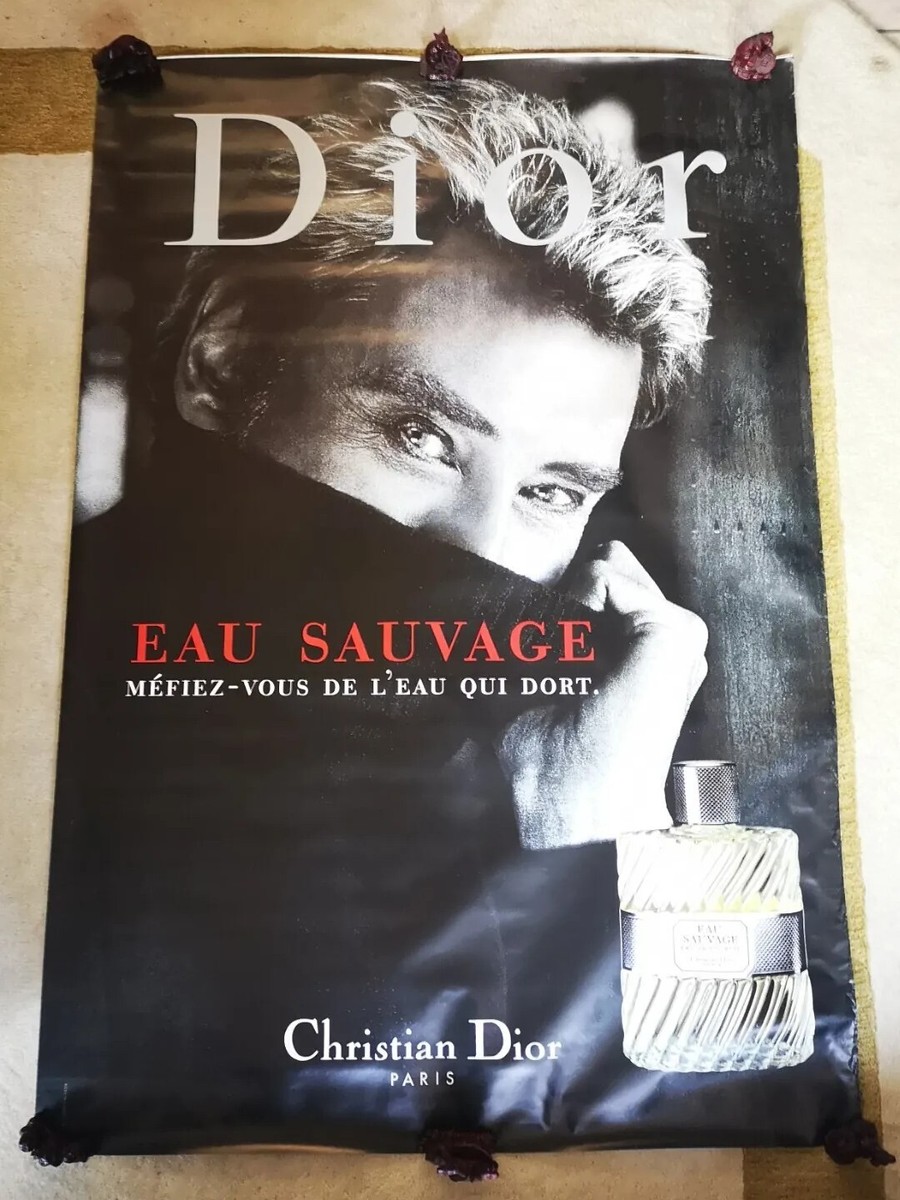 Dior
EAU SAUVAGE
MÉFIEZ-VOUS DE L'EAU QUI DORT.
EAU
SAUVAGE
Christian Dior
PARIS